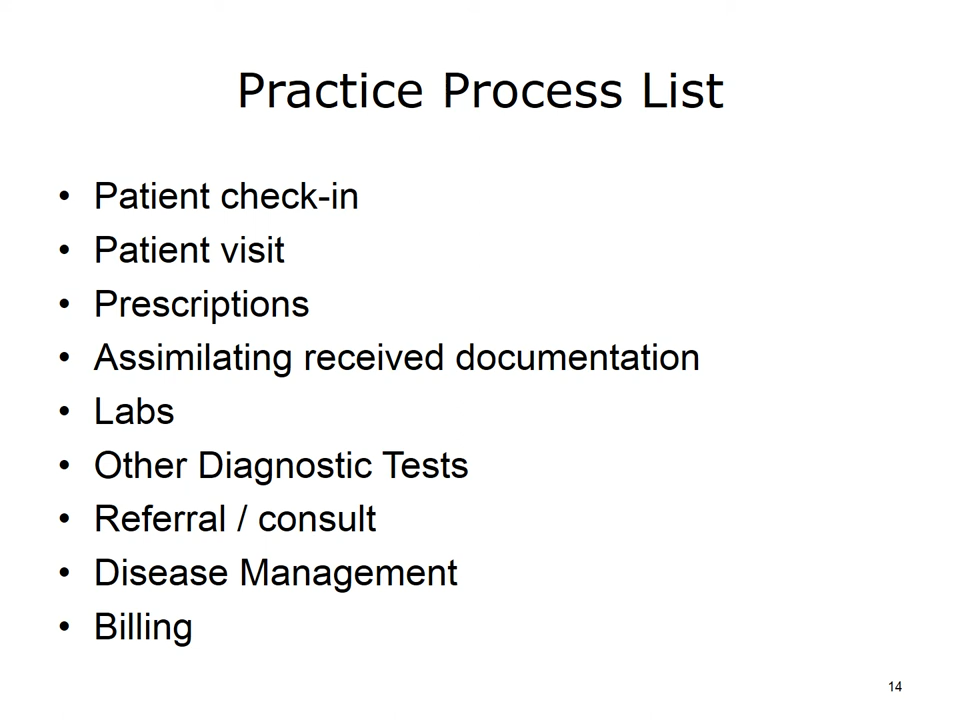 Practice Process List
• Patient check-in
• Patient visit
• Prescriptions
• Assimilating received documentation
• Labs
• Other Diagnostic Tests
• Referral / consult
• Disease Management
• Billing
14